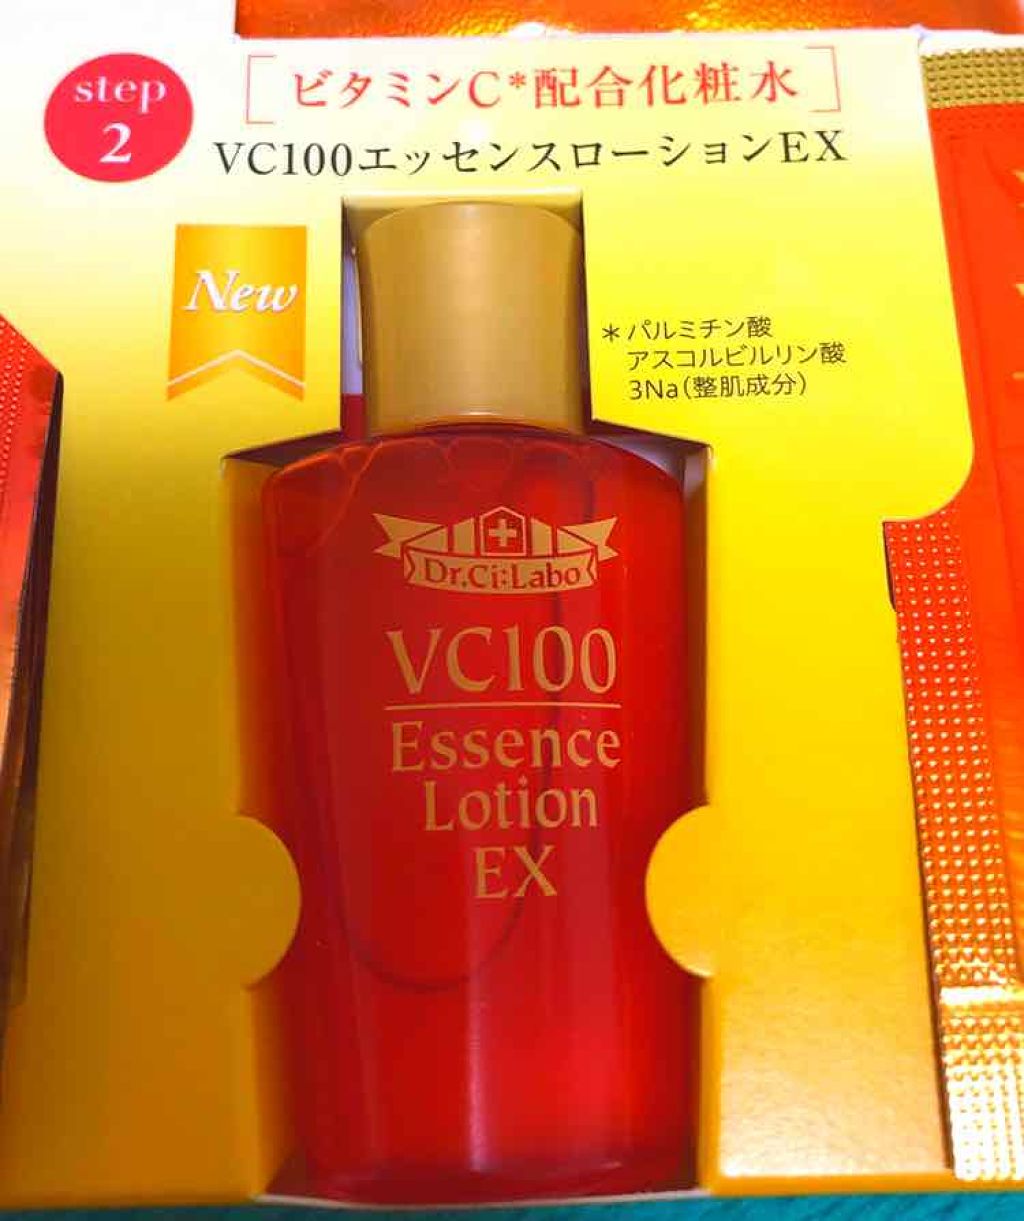 step
2
ビタミンC*配合化粧水
VC100エッセンスローションEX
New
*パルミチン酸
アスコルビルリン酸
3Na(整肌成分)
Dr.Ci:Labo
VC100
Essence
Lotion
EX